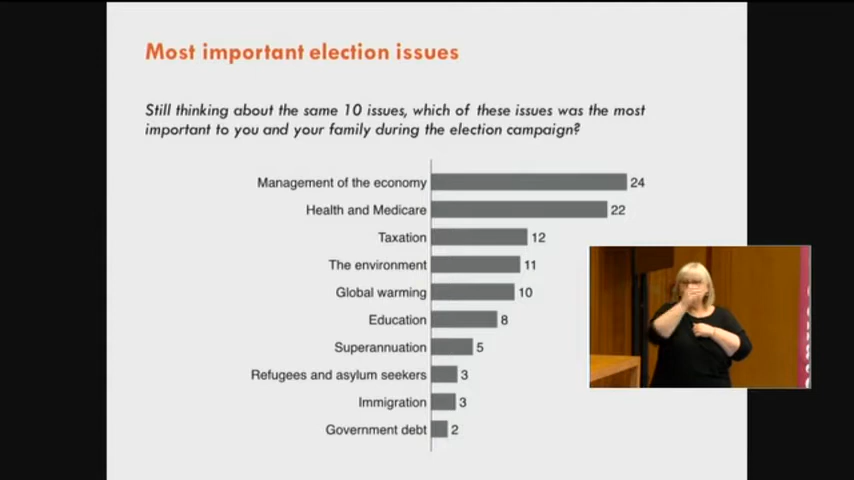 Most important election issues
Still thinking about the same 10 issues, which of these issues was the most
important to you and your family during the election campaign?
Management of the economy 24
Health and Medicare 22
Taxation 12
The environment 11
Global warming 10
Education 8
Superannuation 5
Refugees and asylum seekers 3
Immigration 3
Government debt 2